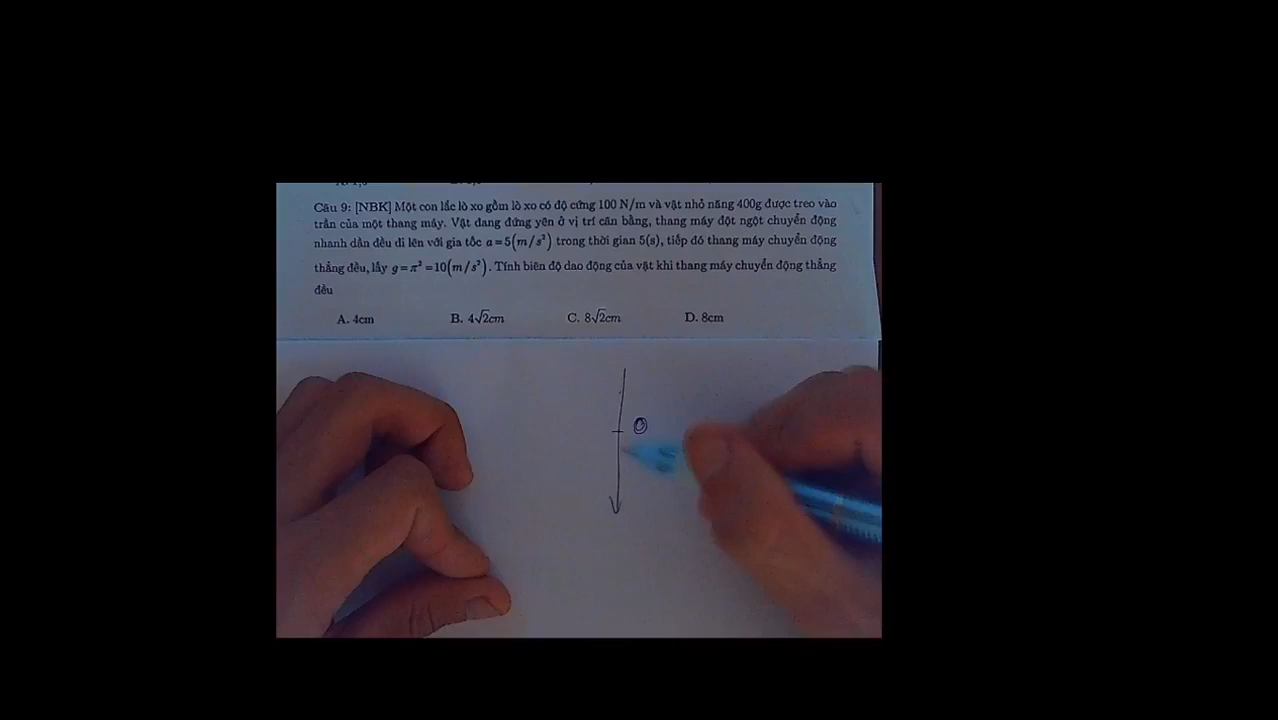 Câu 9: [NBK] Một con lắc lò xo gồm lò xo có độ cứng 100 N/m và vật nhỏ nặng 400g được treo vào
trần của một thang máy. Vật đang đứng yên ở vị trí cân bằng, thang máy đột ngột chuyển động
nhanh dần đều đi lên với gia tốc a = 5(m/s²) trong thời gian 5(s), tiếp đó thang máy chuyển động
thẳng đều, lấy g = π² = 10(m/s²). Tính biên độ dao động của vật khi thang máy chuyển động thẳng
đều
A. 4cm B. 4√2cm C. 8√2cm D. 8cm
O